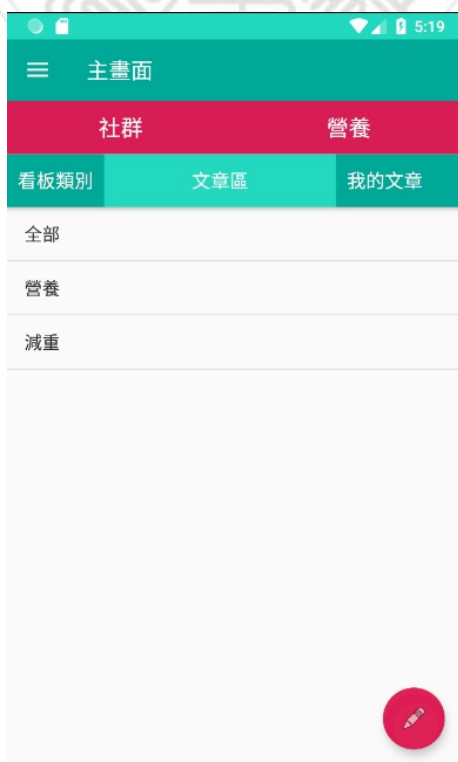 5:19
主畫面
社群 營養
看板類別 文章區 我的文章
全部
營養
減重